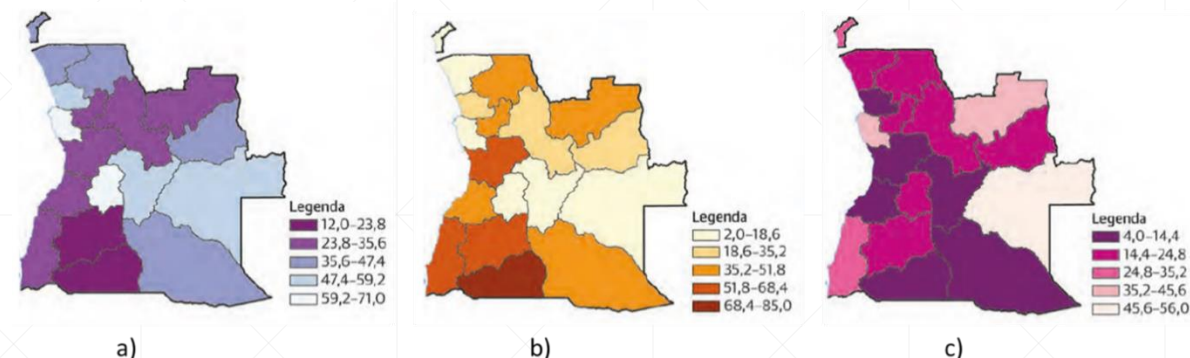 Legenda
12,0–23,8
23,8–35,6
35,6–47,4
47,4–59,2
59,2–71,0
a)
Legenda
2,0–18,6
18,6–35,2
35,2–51,8
51,8–68,4
68,4–85,0
b)
Legenda
4,0–14,4
14,4–24,8
24,8–35,2
35,2–45,6
45,6–56,0
c)